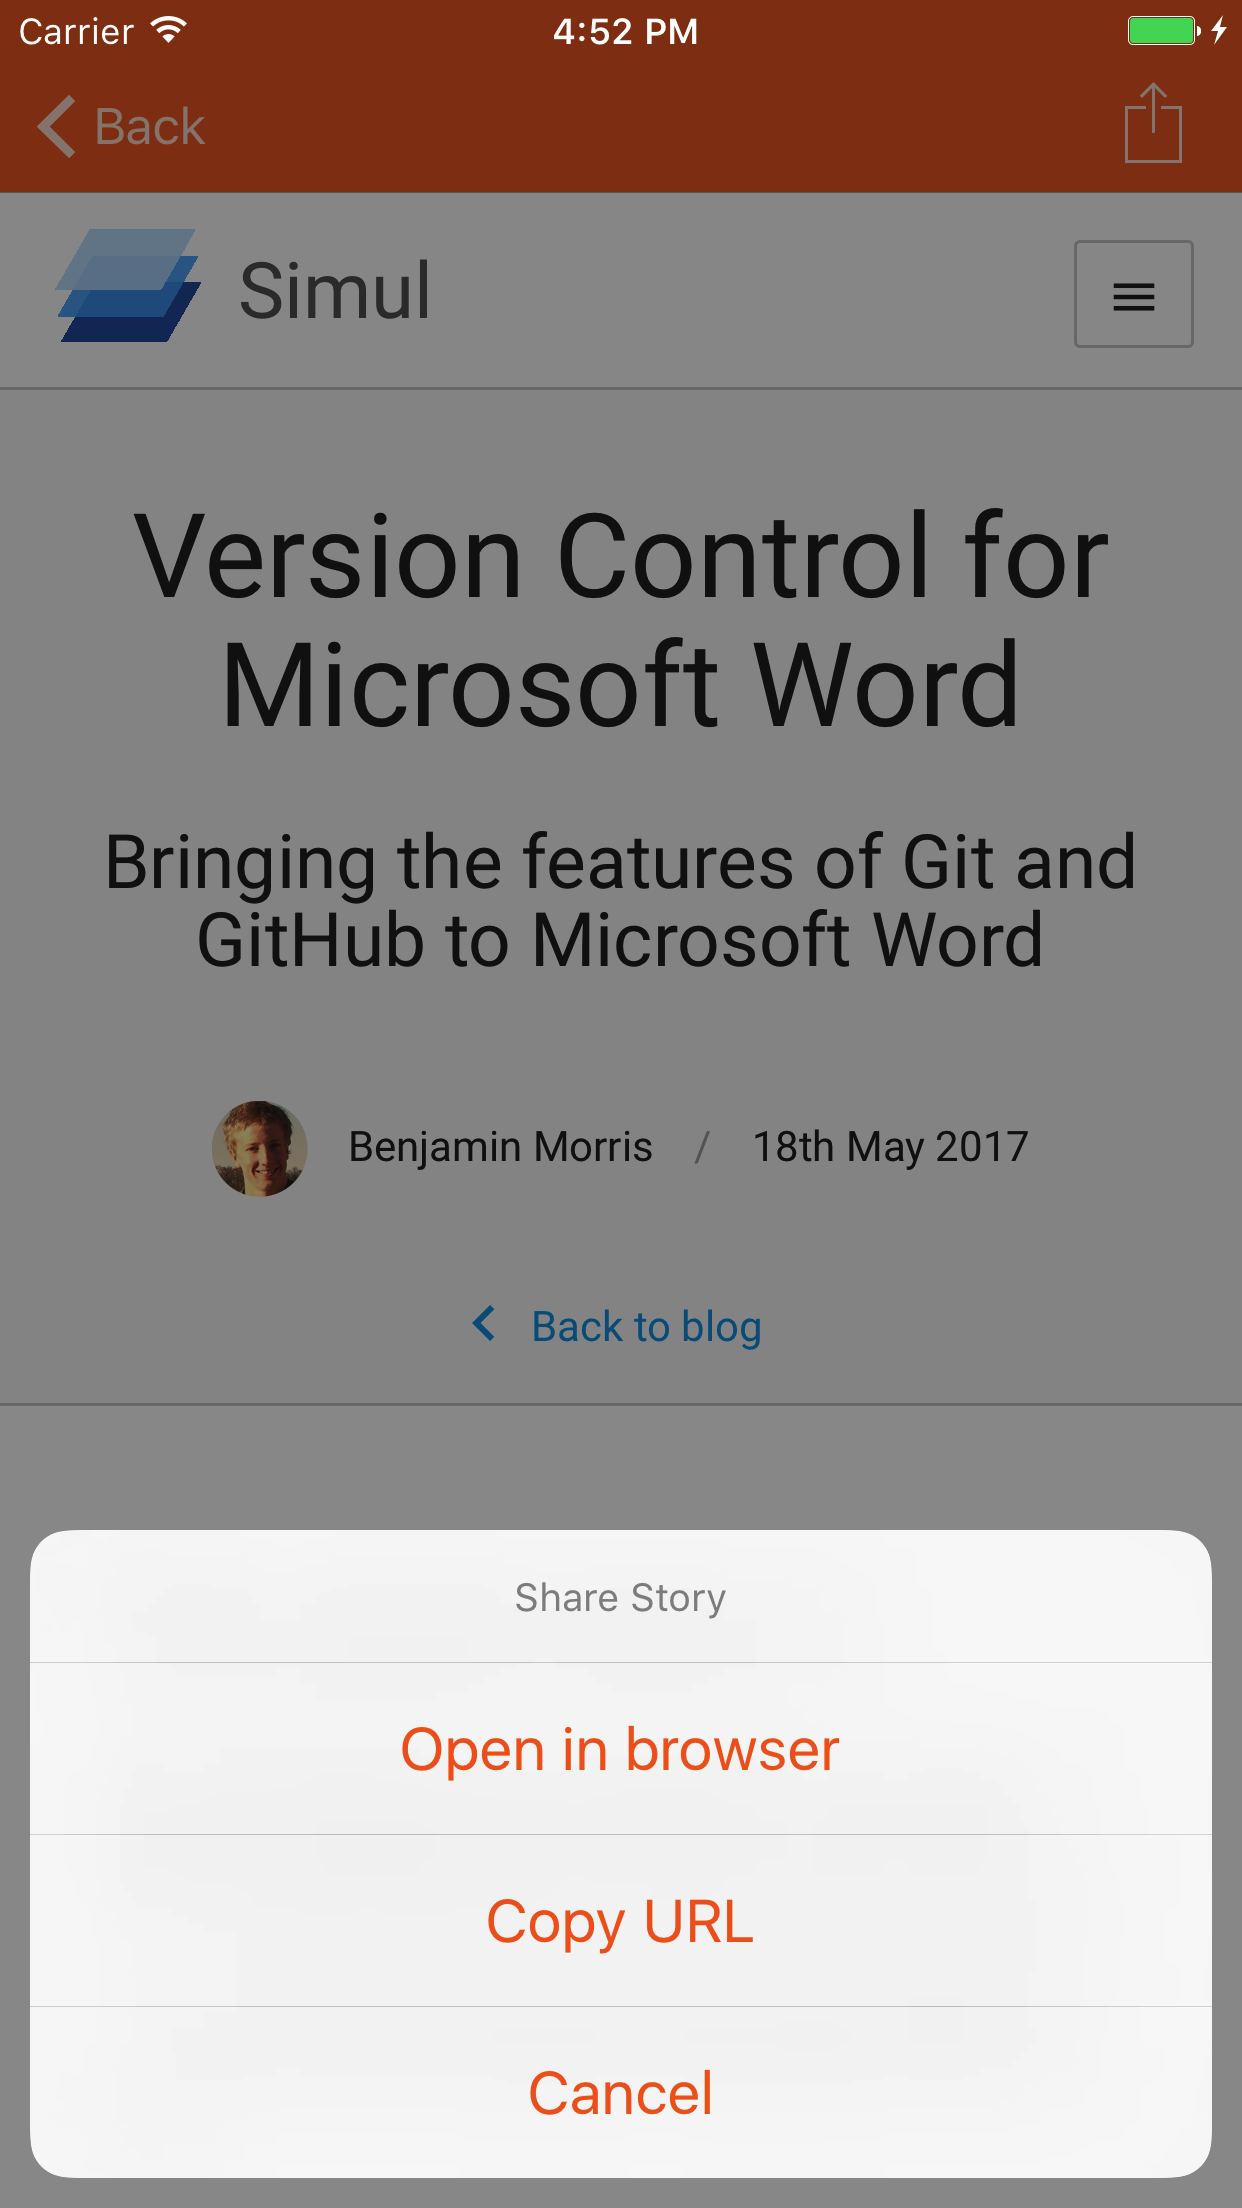 Carrier 4:52 PM
Back
Simul
Version Control for
Microsoft Word
Bringing the features of Git and
GitHub to Microsoft Word
Benjamin Morris / 18th May 2017
Back to blog
Share Story
Open in browser
Copy URL
Cancel